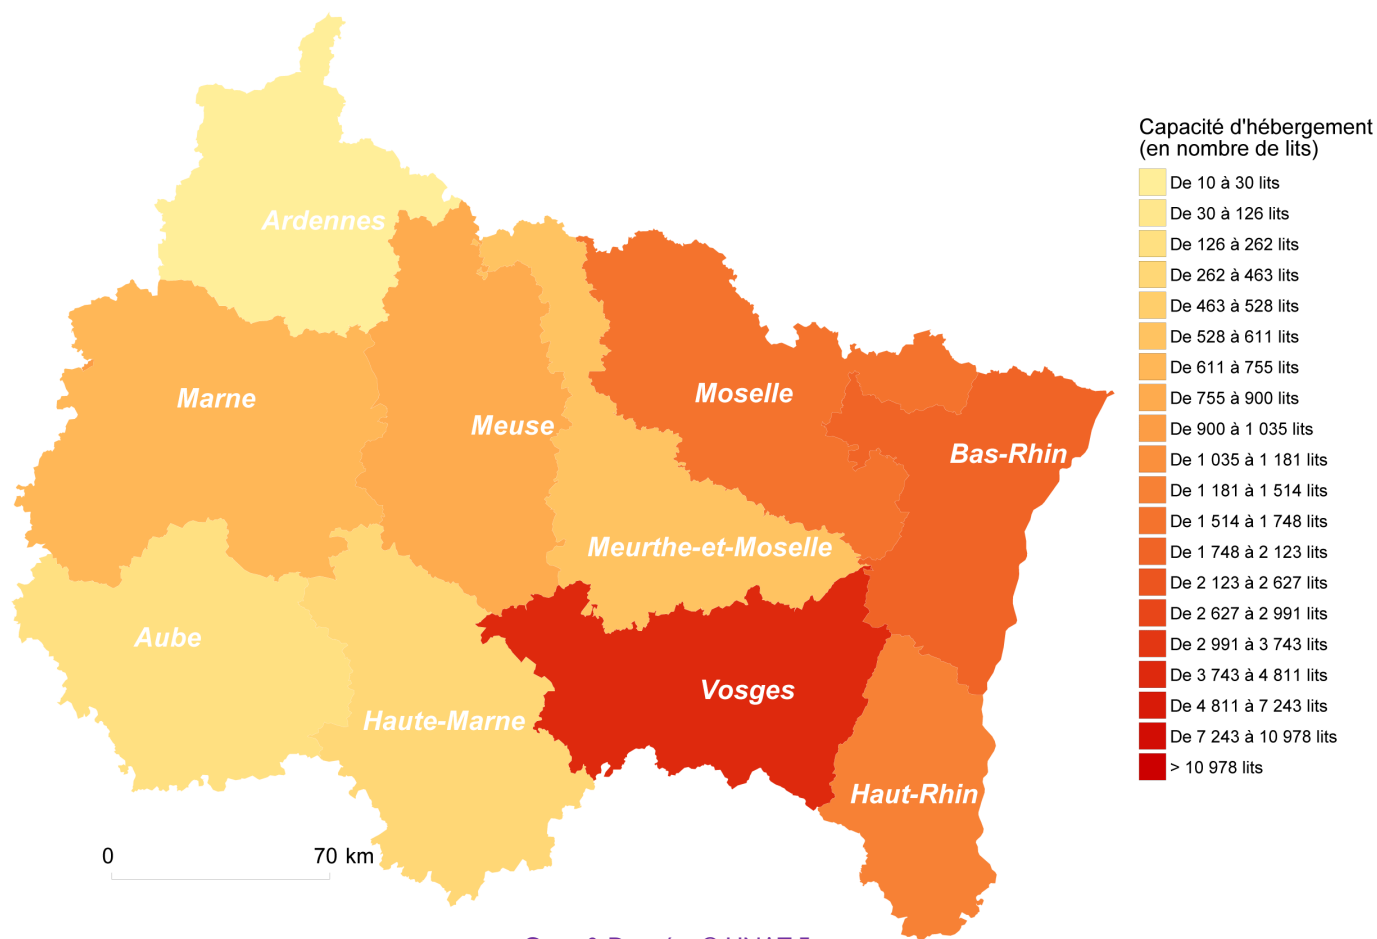 Capacité d'hébergement
(en nombre de lits)
De 10 à 30 lits
De 30 à 126 lits
De 126 à 262 lits
De 262 à 463 lits
De 463 à 528 lits
De 528 à 611 lits
De 611 à 755 lits
De 755 à 900 lits
De 900 à 1 035 lits
De 1 035 à 1 181 lits
De 1 181 à 1 514 lits
De 1 514 à 1 748 lits
De 1 748 à 2 123 lits
De 2 123 à 2 627 lits
De 2 627 à 2 991 lits
De 2 991 à 3 743 lits
De 3 743 à 4 811 lits
De 4 811 à 7 243 lits
De 7 243 à 10 978 lits
> 10 978 lits
Ardennes
Marne
Meuse
Moselle
Bas-Rhin
Meurthe-et-Moselle
Aube
Haute-Marne
Vosges
Haut-Rhin
0 70 km